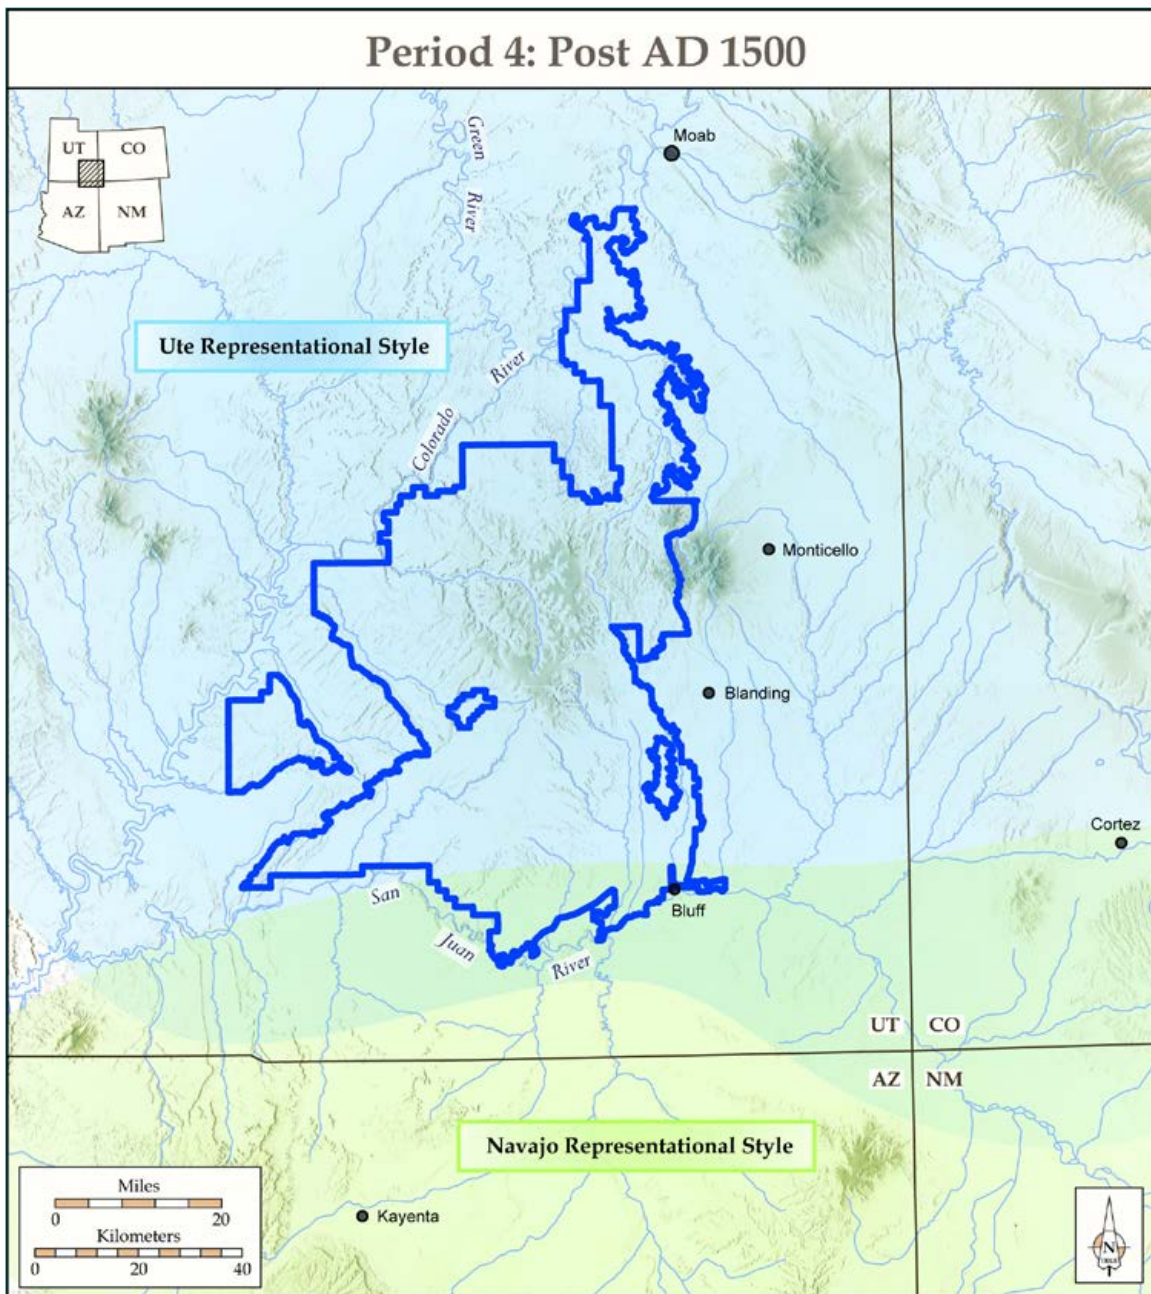 Period 4: Post AD 1500
UT CO
AZ NM
Green
River
Moab
Ute Representational Style
River
Colorado
Monticello
Blanding
Cortez
San
Juan
River
Bluff
UT CO
AZ NM
Navajo Representational Style
Kayenta
Miles
0 20
Kilometers
0 20 40
N